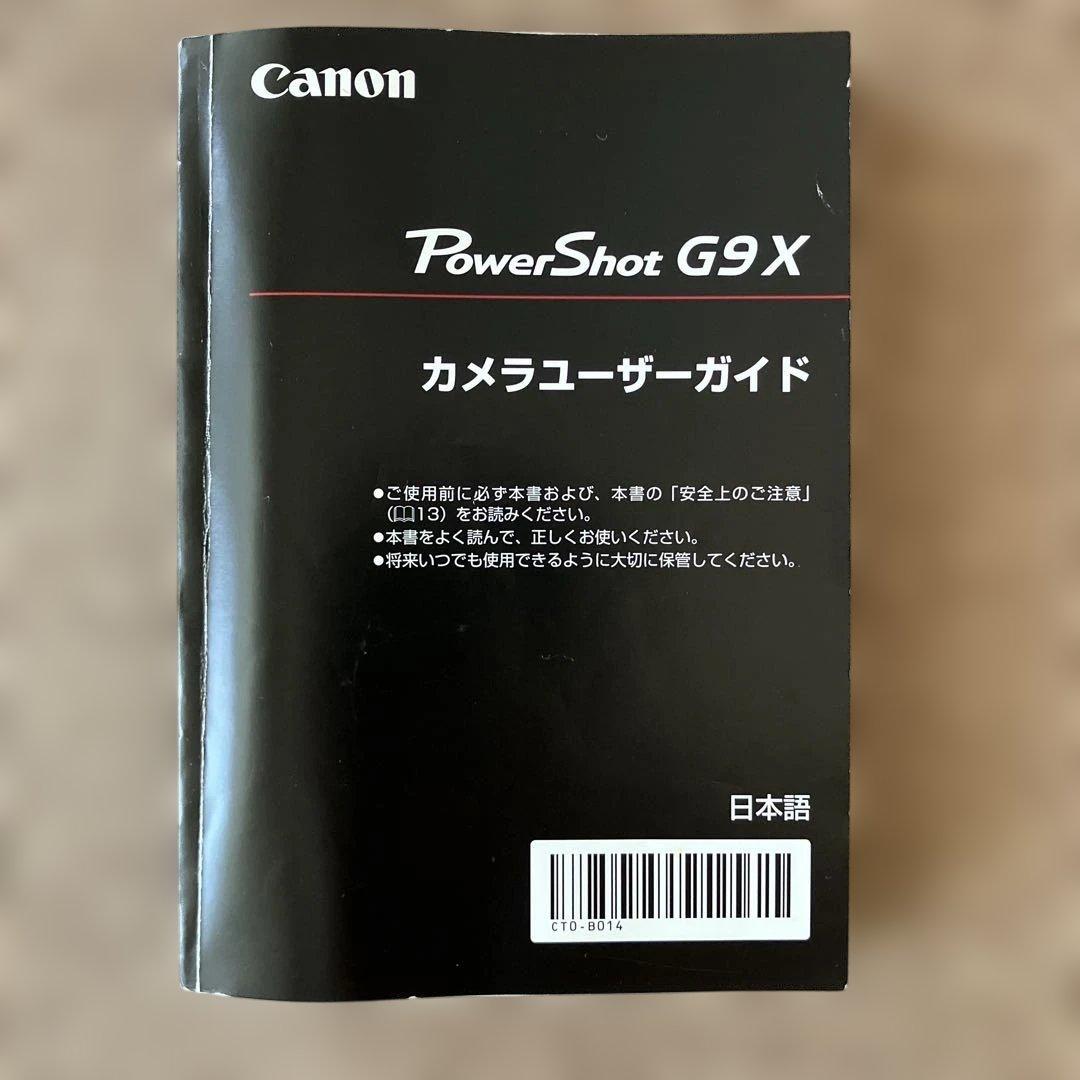 Canon
PowerShot G9 X
カメラユーザーガイド
●ご使用前に必ず本書および、本書の「安全上のご注意」
（📖13）をお読みください。
●本書をよく読んで、正しくお使いください。
●将来いつでも使用できるように大切に保管してください。
日本語
CT0-B014